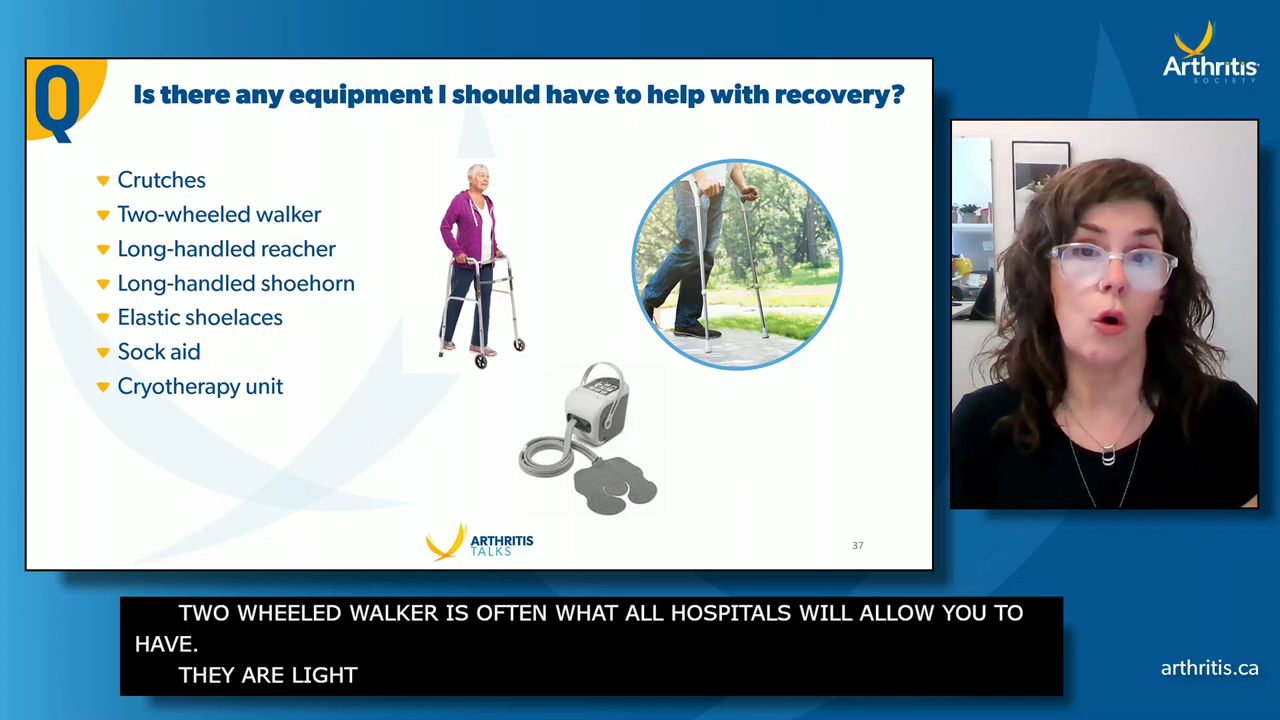 Q
Is there any equipment I should have to help with recovery?
Crutches
Two-wheeled walker
Long-handled reacher
Long-handled shoehorn
Elastic shoelaces
Sock aid
Cryotherapy unit
ARTHRITIS
TALKS
37
Arthritis
SOCIETY
TWO WHEELED WALKER IS OFTEN WHAT ALL HOSPITALS WILL ALLOW YOU TO
HAVE.
THEY ARE LIGHT
arthritis.ca